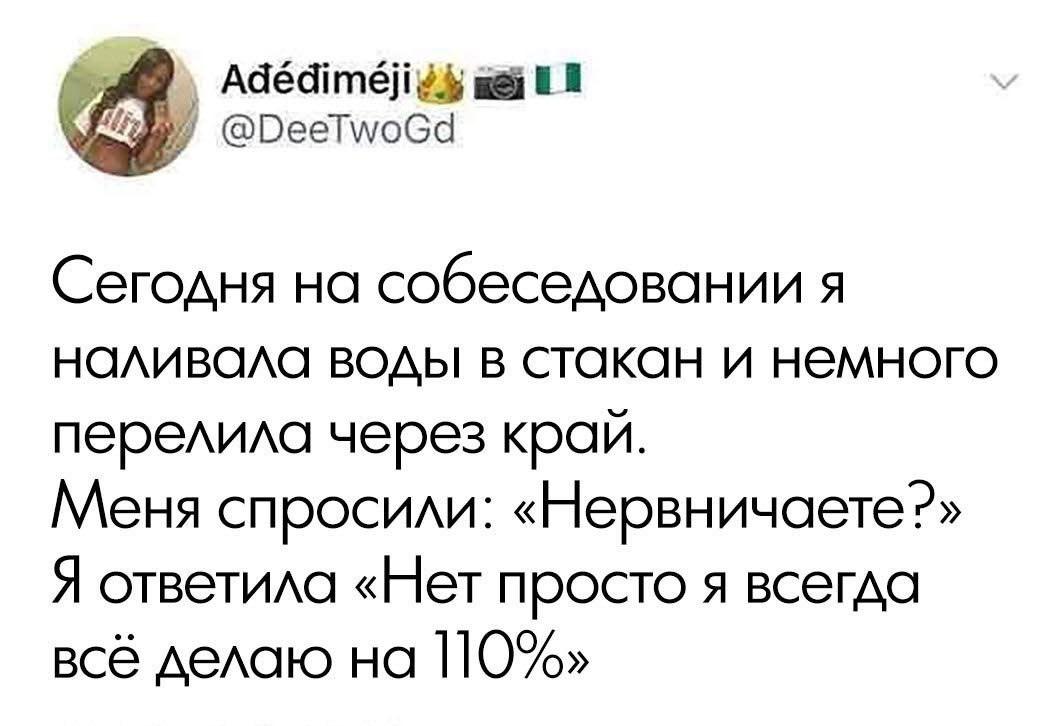 Ađéđiméji
@DeeTwoGd
Сегодня на собеседовании я
наливала воды в стакан и немного
перелила через край.
Меня спросили: «Нервничаете?»
Я ответила «Нет просто я всегда
всё делаю на 110%»